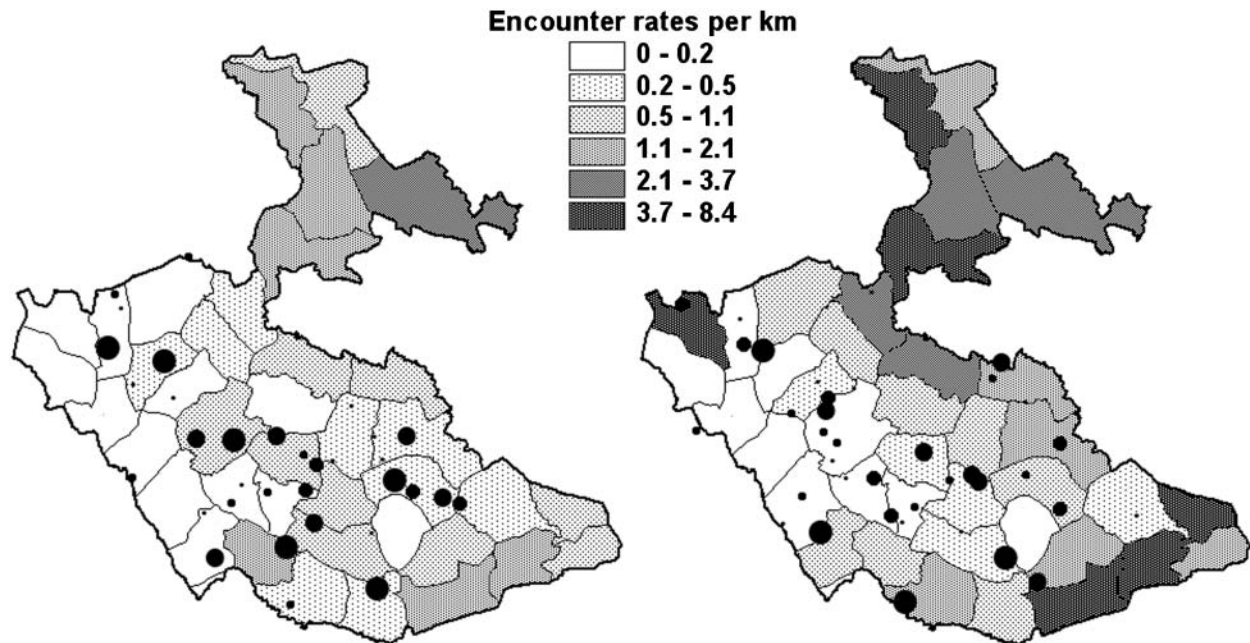 Encounter rates per km
0 - 0.2
0.2 - 0.5
0.5 - 1.1
1.1 - 2.1
2.1 - 3.7
3.7 - 8.4